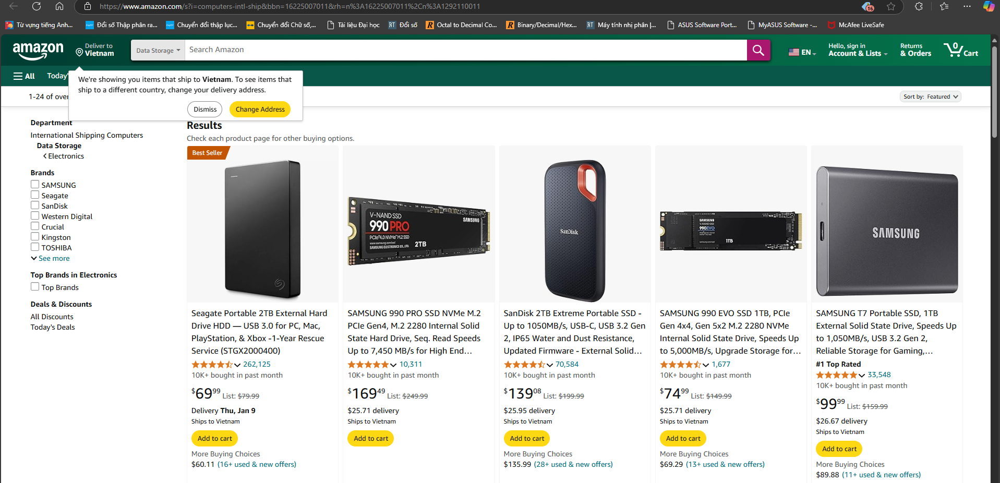 https://www.amazon.com/s?i=computers-intl-ship&bbn=16225007011&rh=n%3A16225007011%2Cn%3A1292110011
16
Từ vựng tiếng Anh...
Đổi số Thập phân ra...
Chuyển đổi thập lục...
Chuyển đổi Chữ số,...
Tài liệu Đại học
RT Đổi số
R Octal to Decimal Co...
R Binary/Decimal/Hex...
RT Máy tính nhị phân |...
ASUS Software Port...
MyASUS Software -...
McAfee LiveSafe
amazon
Deliver to
Vietnam
Data Storage
Search Amazon
EN
Hello, sign in
Account & Lists
Returns
& Orders
0
Cart
All
Today'
We're showing you items that ship to Vietnam. To see items that
ship to a different country, change your delivery address.
Dismiss
Change Address
1-24 of over
Sort by: Featured
Department
International Shipping Computers
Data Storage
Electronics
Brands
SAMSUNG
Seagate
SanDisk
Western Digital
Crucial
Kingston
TOSHIBA
See more
Top Brands in Electronics
Top Brands
Deals & Discounts
All Discounts
Today's Deals
Results
Check each product page for other buying options.
Best Seller
Seagate Portable 2TB External Hard
Drive HDD — USB 3.0 for PC, Mac,
PlayStation, & Xbox -1-Year Rescue
Service (STGX2000400)
262,125
10K+ bought in past month
$69.99 List: $79.99
Delivery Thu, Jan 9
Ships to Vietnam
Add to cart
More Buying Choices
$60.11 (16+ used & new offers)
V-NAND SSD
990 PRO
PCIe 4.0 NVMe M.2 SSD
www.samsung.com/ssd
SAMSUNG ELECTRONICS CO., LTD.
SAMSUNG
2TB
SAMSUNG 990 PRO SSD NVMe M.2
PCIe Gen4, M.2 2280 Internal Solid
State Hard Drive, Seq. Read Speeds
Up to 7,450 MB/s for High End...
10,311
10K+ bought in past month
$169.49 List: $249.99
$25.71 delivery
Ships to Vietnam
Add to cart
SanDisk
SanDisk 2TB Extreme Portable SSD -
Up to 1050MB/s, USB-C, USB 3.2 Gen
2, IP65 Water and Dust Resistance,
Updated Firmware - External Solid...
70,584
10K+ bought in past month
$139.08 List: $199.99
$25.95 delivery
Ships to Vietnam
Add to cart
More Buying Choices
$135.99 (28+ used & new offers)
SAMSUNG
V-NAND SSD
990 EVO
1TB
SAMSUNG 990 EVO SSD 1TB, PCIe
Gen 4x4, Gen 5x2 M.2 2280 NVMe
Internal Solid State Drive, Speeds Up
to 5,000MB/s, Upgrade Storage for...
1,677
10K+ bought in past month
$74.99 List: $149.99
$25.71 delivery
Ships to Vietnam
Add to cart
More Buying Choices
$69.29 (13+ used & new offers)
SAMSUNG
SAMSUNG T7 Portable SSD, 1TB
External Solid State Drive, Speeds Up
to 1,050MB/s, USB 3.2 Gen 2,
Reliable Storage for Gaming,...
#1 Top Rated
33,548
10K+ bought in past month
$99.99 List: $159.99
$26.67 delivery
Ships to Vietnam
Add to cart
More Buying Choices
$89.88 (11+ used & new offers)